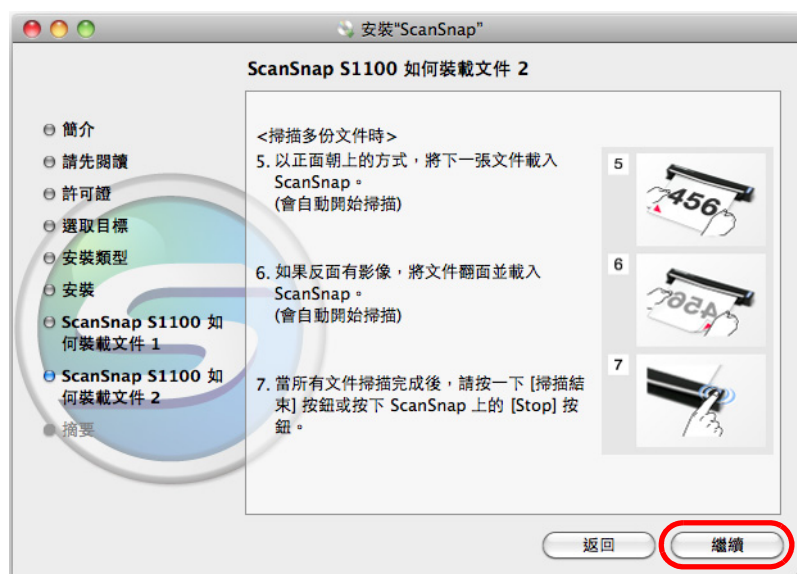 安裝"ScanSnap"
ScanSnap S1100 如何裝載文件 2
簡介
請先閱讀
許可證
選取目標
安裝類型
安裝
ScanSnap S1100 如
何裝載文件 1
ScanSnap S1100 如
何裝載文件 2
摘要
<掃描多份文件時>
5. 以正面朝上的方式，將下一張文件載入
ScanSnap。
(會自動開始掃描)
6. 如果反面有影像，將文件翻面並載入
ScanSnap。
(會自動開始掃描)
7. 當所有文件掃描完成後，請按一下 [掃描結
束] 按鈕或按下 ScanSnap 上的 [Stop] 按
鈕。
5
456
6
456
7
返回
繼續